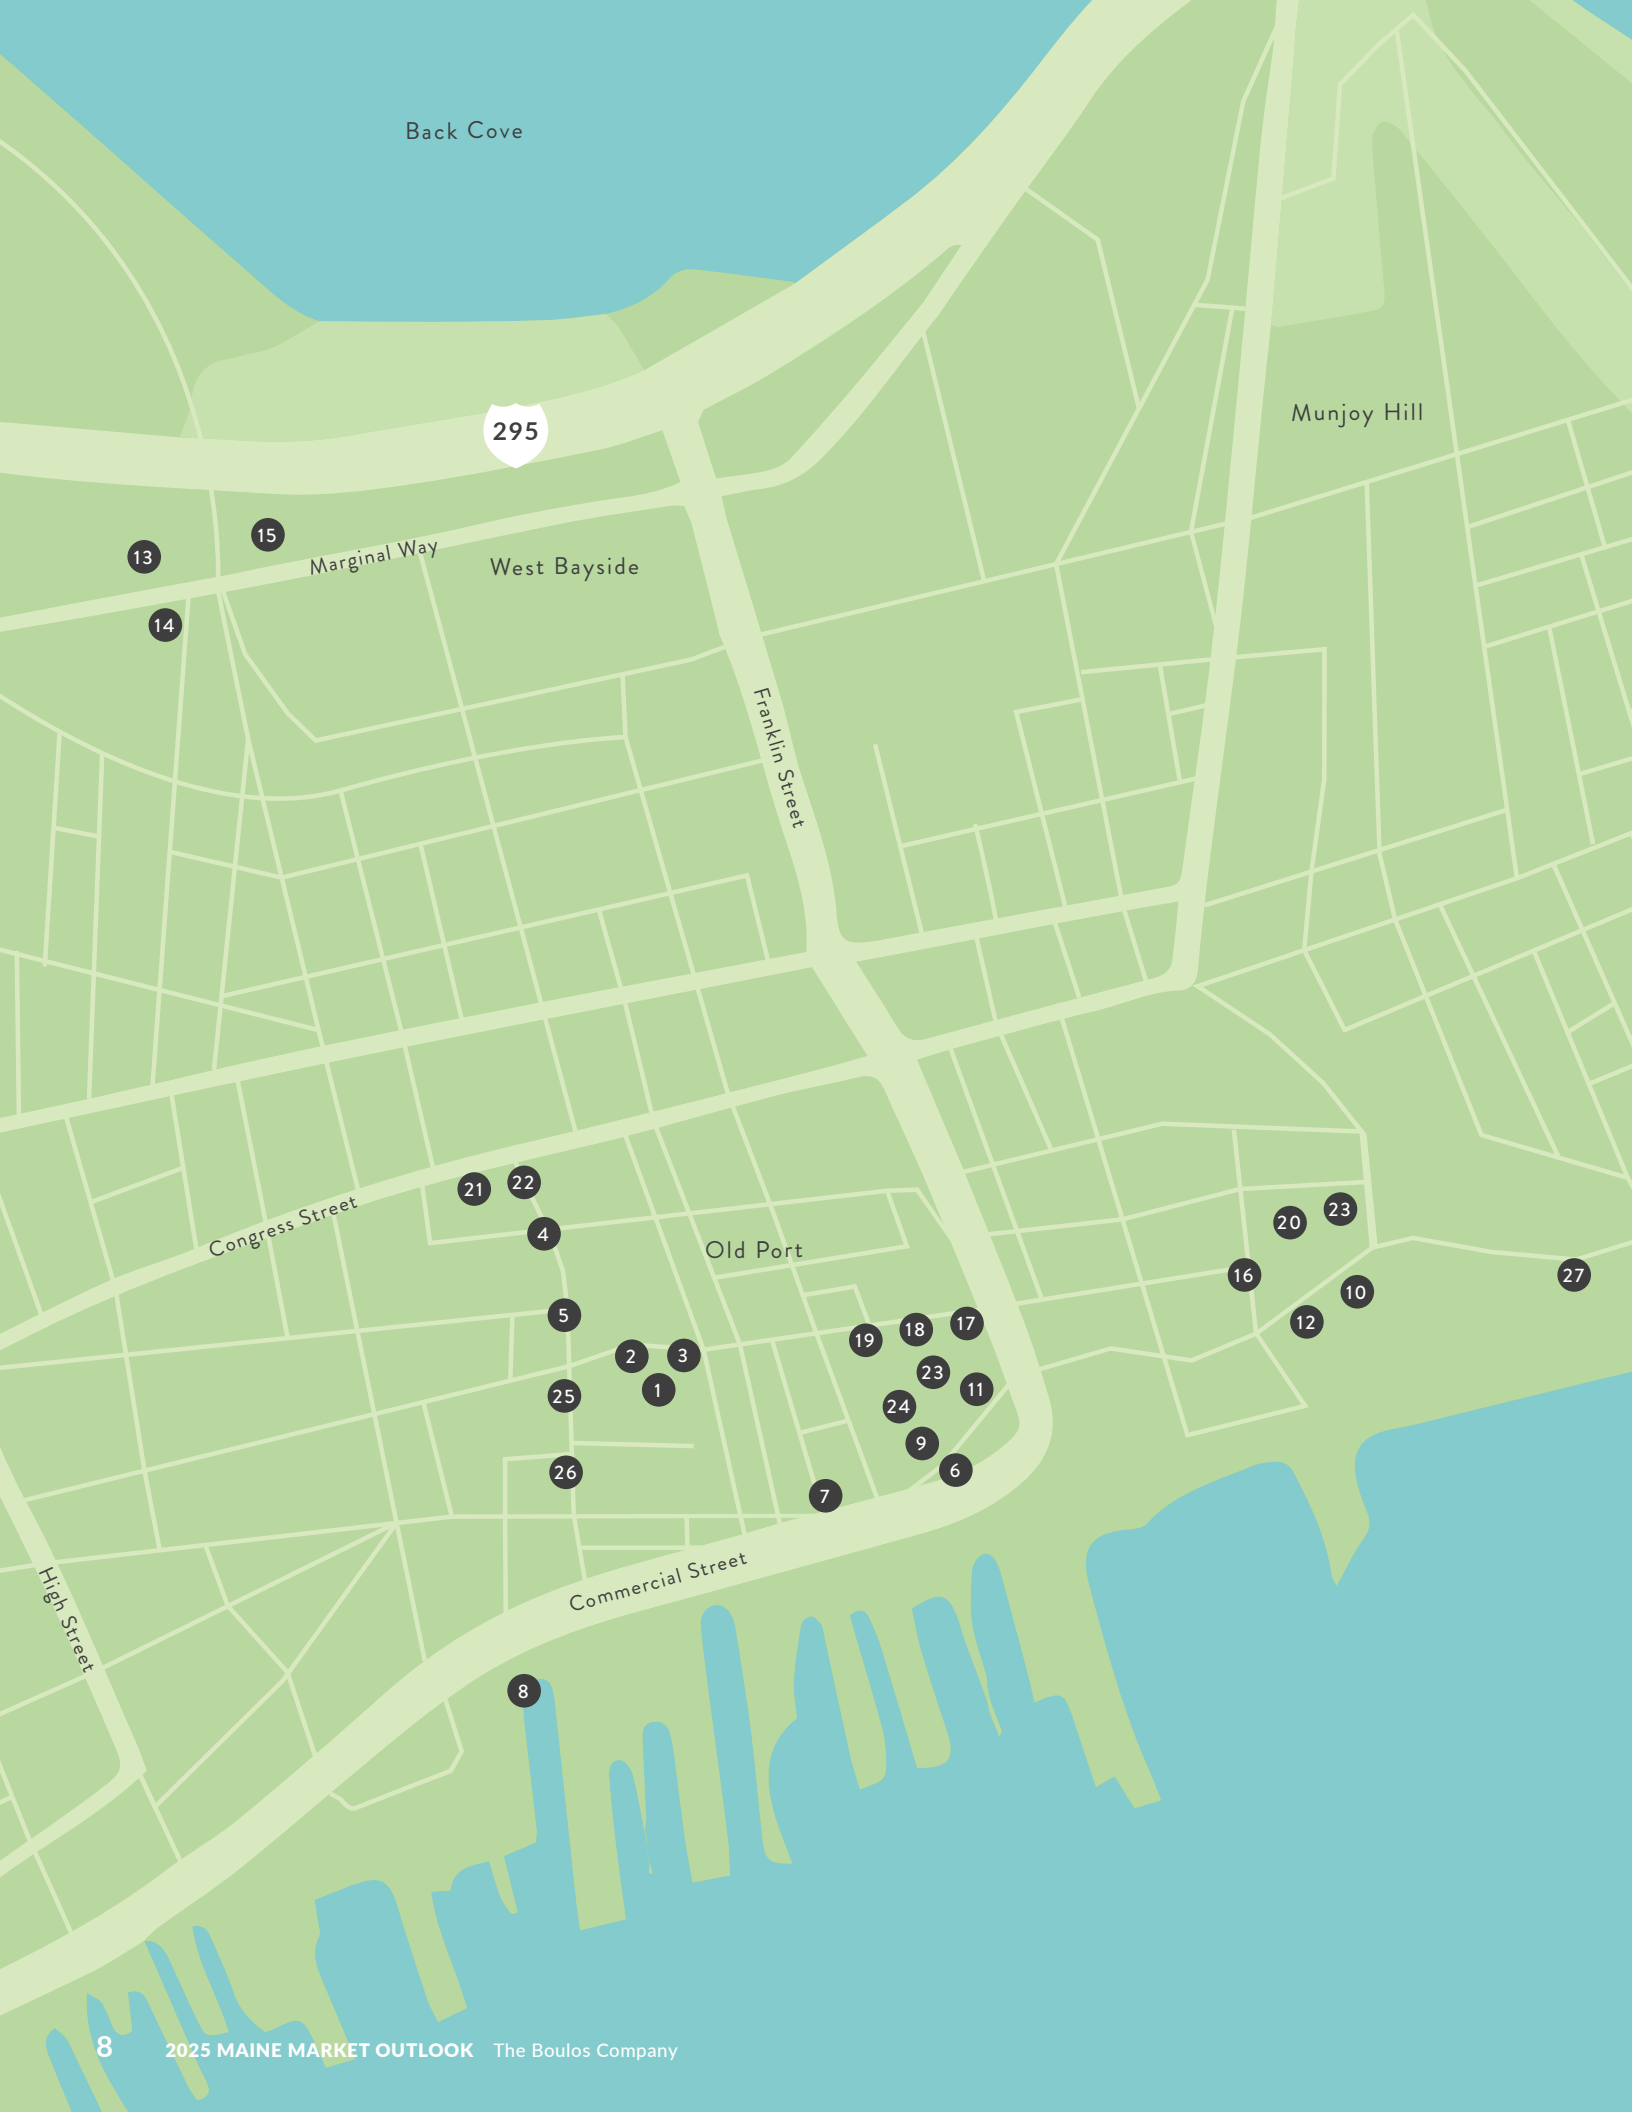 Back Cove
295
Munjoy Hill
15
13
Marginal Way
West Bayside
14
Franklin Street
22
21
Congress Street
4
Old Port
23
20
16
27
10
5
12
17
18
19
2
3
23
1
11
25
24
9
6
26
7
Commercial Street
High Street
8
8 2025 MAINE MARKET OUTLOOK The Boulos Company